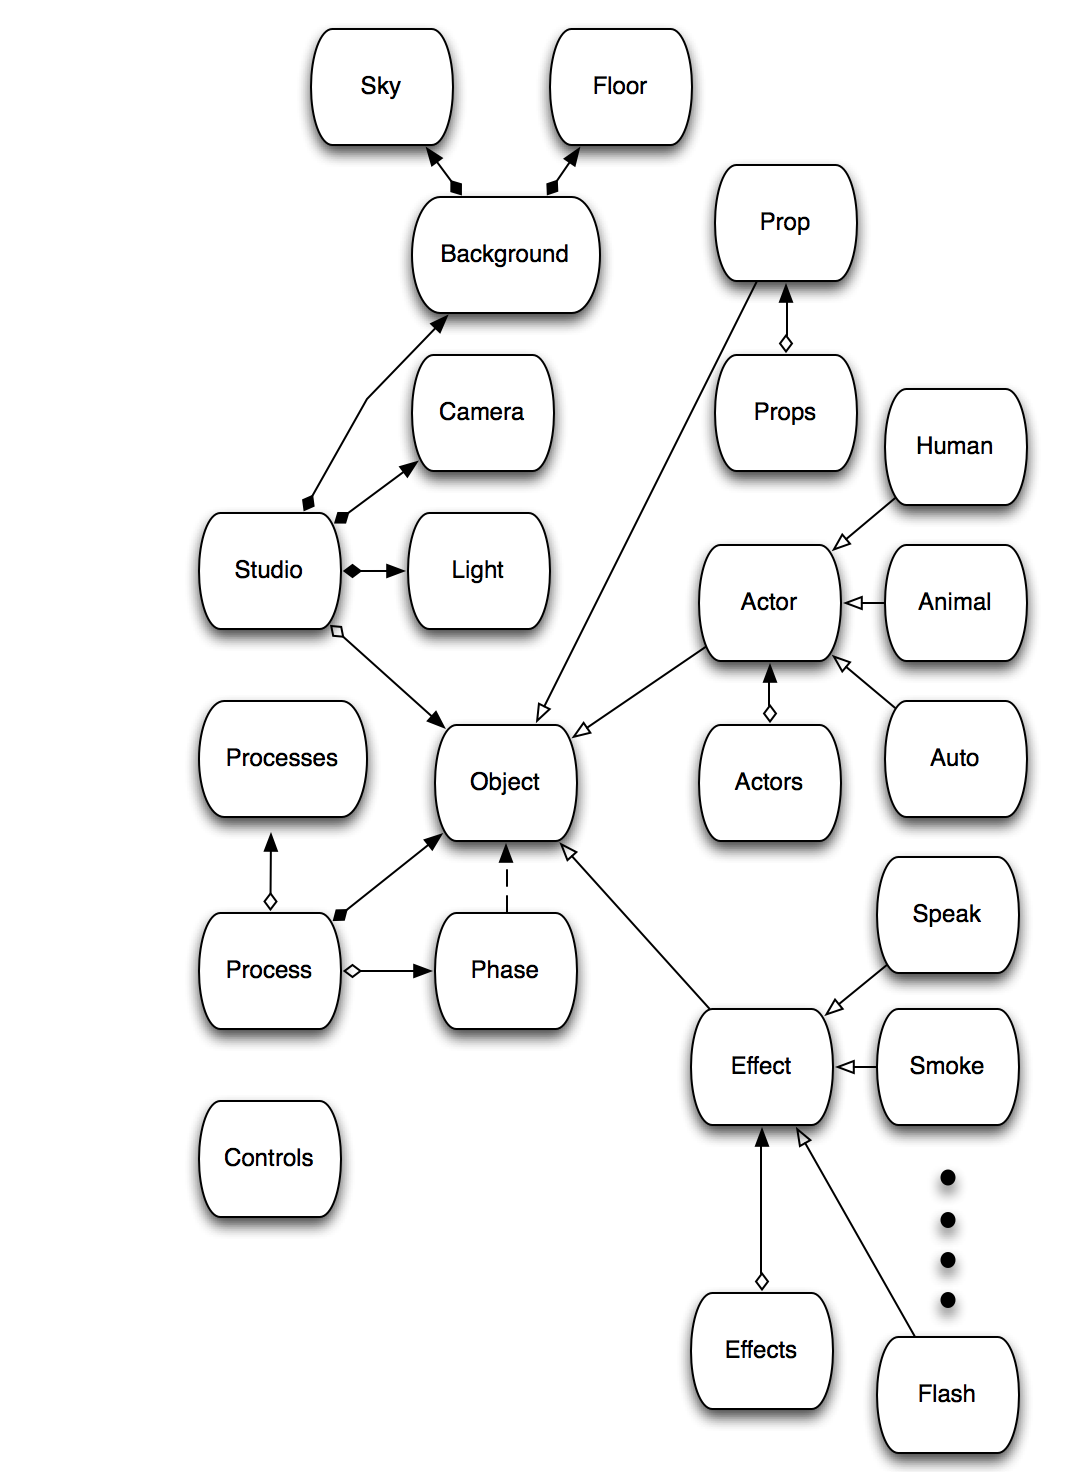 Sky
Floor
Prop
Background
Camera
Props
Human
Studio
Light
Actor
Animal
Processes
Object
Actors
Auto
Speak
Process
Phase
Effect
Smoke
Controls
Effects
Flash